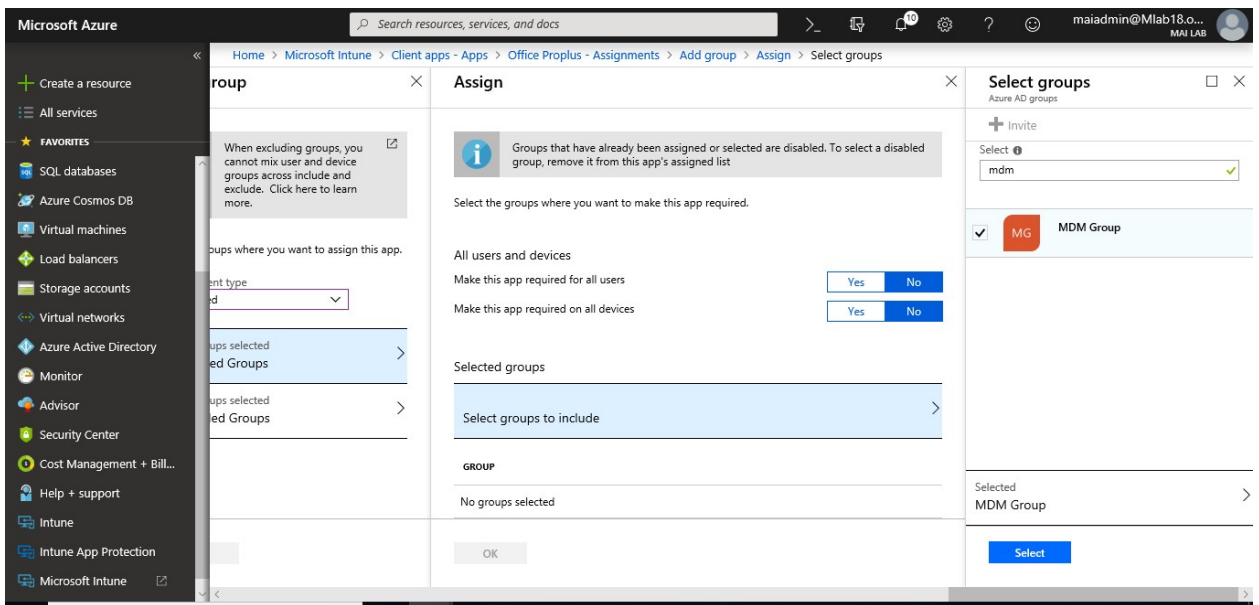 Microsoft Azure
Search resources, services, and docs
10
maiadmin@Mlab18.o...
MAI LAB
Home > Microsoft Intune > Client apps - Apps > Office Proplus - Assignments > Add group > Assign > Select groups
Create a resource
All services
FAVORITES
SQL databases
Azure Cosmos DB
Virtual machines
Load balancers
Storage accounts
Virtual networks
Azure Active Directory
Monitor
Advisor
Security Center
Cost Management + Bill...
Help + support
Intune
Intune App Protection
Microsoft Intune
roup
When excluding groups, you
cannot mix user and device
groups across include and
exclude. Click here to learn
more.
oups where you want to assign this app.
ent type
ed
ups selected
ed Groups
ups selected
led Groups
Assign
Groups that have already been assigned or selected are disabled. To select a disabled
group, remove it from this app's assigned list
Select the groups where you want to make this app required.
All users and devices
Make this app required for all users
Yes No
Make this app required on all devices
Yes No
Selected groups
Select groups to include
GROUP
No groups selected
OK
Select groups
Azure AD groups
Invite
Select
mdm
MG
MDM Group
Selected
MDM Group
Select